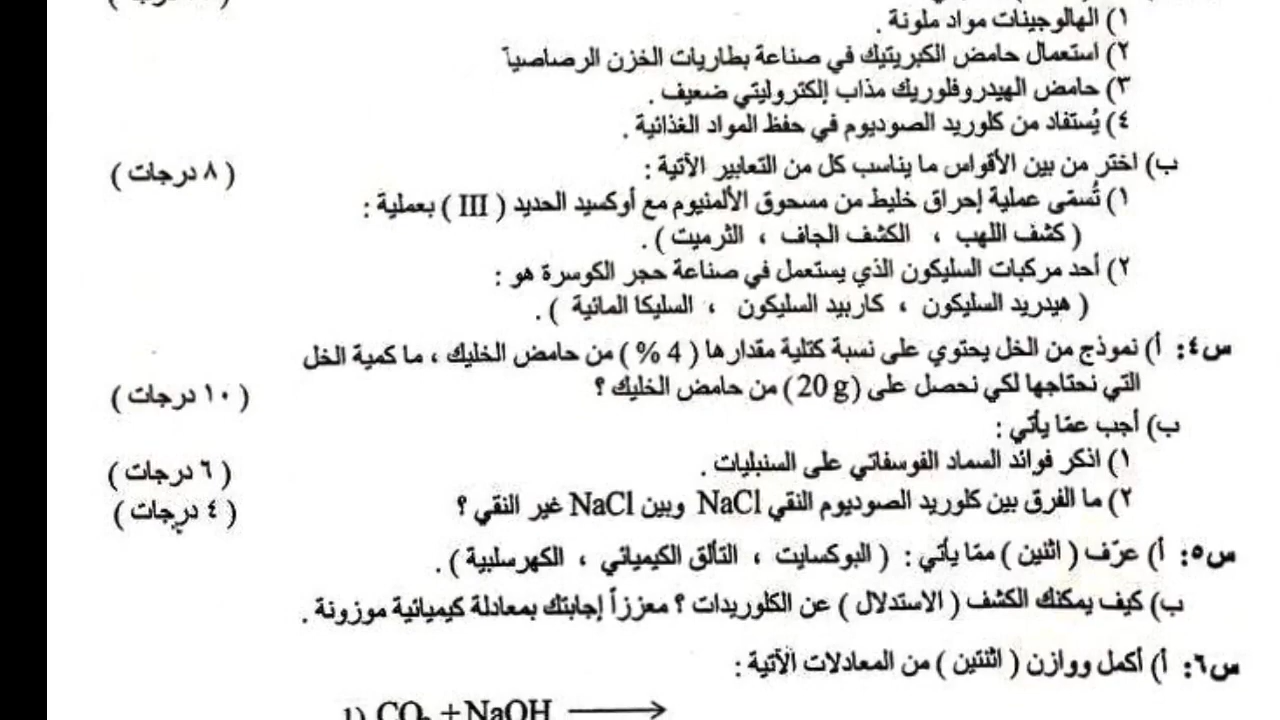 ١) الهالوجينات مواد ملونة .
٢) استعمال حامض الكبريتيك في صناعة بطاريات الخزن الرصاصية
٣) حامض الهيدروفلوريك مذاب إلكتروليتي ضعيف .
٤) يُستفاد من كلوريد الصوديوم في حفظ المواد الغذائية .
ب) اختر من بين الأقواس ما يناسب كل من التعابير الآتية : ( ٨ درجات )
١) تُسمّى عملية إحراق خليط من مسحوق الألمنيوم مع أوكسيد الحديد ( III ) بعملية :
( كشف اللهب ، الكشف الجاف ، الثرميت ) .
٢) أحد مركبات السليكون الذي يستعمل في صناعة حجر الكوسرة هو :
( هيدريد السليكون ، كاربيد السليكون ، السليكا المائية ) .
س٤: أ) نموذج من الخل يحتوي على نسبة كتلية مقدارها ( 4 % ) من حامض الخليك ، ما كمية الخل
التي نحتاجها لكي نحصل على (20 g) من حامض الخليك ؟ ( ١٠ درجات )
ب) أجب عمّا يأتي :
١) اذكر فوائد السماد الفوسفاتي على السنبليات . ( ٦ درجات )
٢) ما الفرق بين كلوريد الصوديوم النقي NaCl وبين NaCl غير النقي ؟ ( ٤ درجات )
س٥: أ) عرّف ( اثنين ) ممّا يأتي : ( البوكسايت ، التألق الكيميائي ، الكهرسلبية ) .
ب) كيف يمكنك الكشف ( الاستدلال ) عن الكلوريدات ؟ معززاً إجابتك بمعادلة كيميائية موزونة .
س٦: أ) أكمل ووازن ( اثنتين ) من المعادلات الآتية :
1) CO₂ + NaOH ⟶